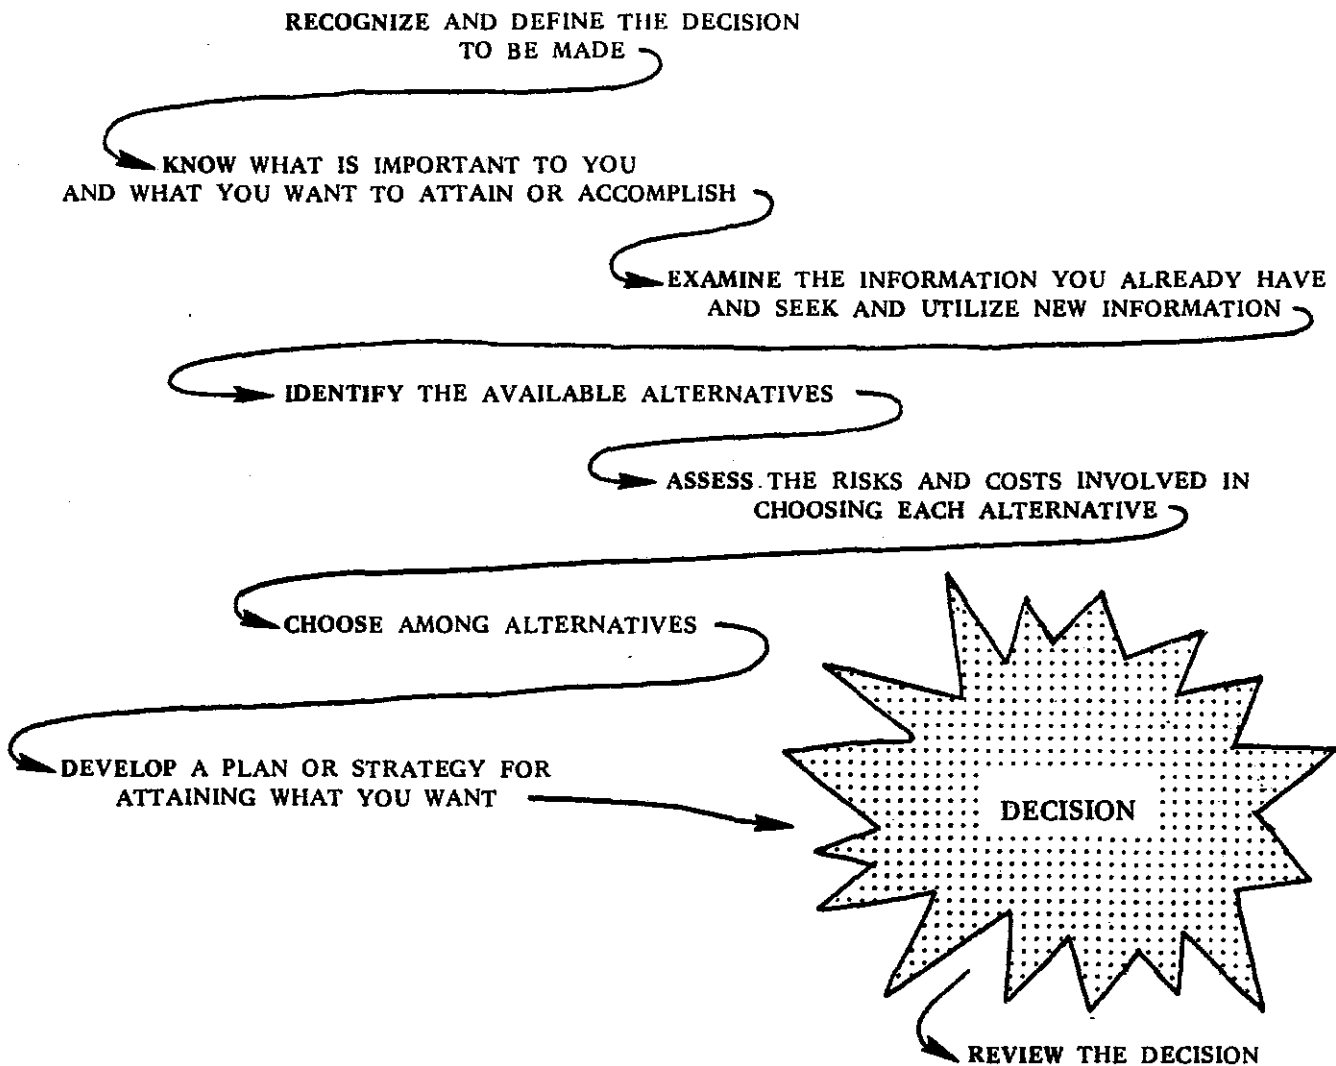 RECOGNIZE AND DEFINE THE DECISION
TO BE MADE
KNOW WHAT IS IMPORTANT TO YOU
AND WHAT YOU WANT TO ATTAIN OR ACCOMPLISH
EXAMINE THE INFORMATION YOU ALREADY HAVE
AND SEEK AND UTILIZE NEW INFORMATION
IDENTIFY THE AVAILABLE ALTERNATIVES
ASSESS THE RISKS AND COSTS INVOLVED IN
CHOOSING EACH ALTERNATIVE
CHOOSE AMONG ALTERNATIVES
DEVELOP A PLAN OR STRATEGY FOR
ATTAINING WHAT YOU WANT
DECISION
REVIEW THE DECISION